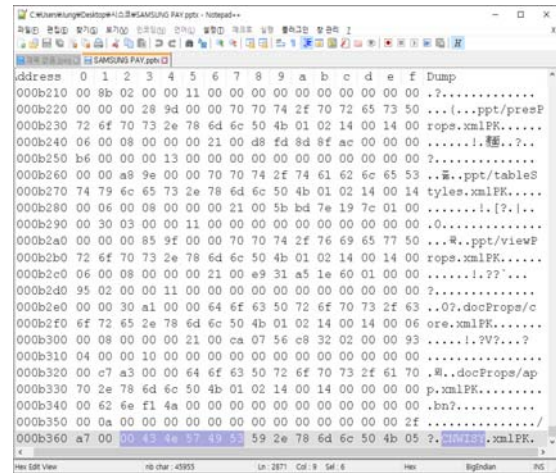 C:₩Users₩Jung₩Desktop₩시스코₩SAMSUNG PAY.pptx - Notepad++
SAMSUNG PAY.pptx
Address 0 1 2 3 4 5 6 7 8 9 a b c d e f Dump
000b210 00 8b 02 00 00 11 00 00 00 00 00 00 00 00 00 00 .?.............
000b220 00 00 00 28 9d 00 00 70 70 74 2f 70 72 65 73 50 ...(...ppt/presP
000b230 72 6f 70 73 2e 78 6d 6c 50 4b 01 02 14 00 14 00 rops.xmlPK......
000b240 06 00 08 00 00 00 21 00 d8 fd 8d 8f ac 00 00 00
000b250 b6 00 00 00 13 00 00 00 00 00 00 00 00 00 00 00 ?...............
000b260 00 00 a8 9e 00 00 70 70 74 2f 74 61 62 6c 65 53 ppt/tableS
000b270 74 79 6c 65 73 2e 78 6d 6c 50 4b 01 02 14 00 14 tyles.xmlPK.....
000b280 00 06 00 08 00 00 00 21 00 5b bd 7e 19 7c 01 00 .......!.[?.|..
000b290 00 30 03 00 00 11 00 00 00 00 00 00 00 00 00 00 .0..............
000b2a0 00 00 00 85 9f 00 00 70 70 74 2f 76 69 65 77 50 ppt/viewP
000b2b0 72 6f 70 73 2e 78 6d 6c 50 4b 01 02 14 00 14 00 rops.xmlPK......
000b2c0 06 00 08 00 00 00 21 00 e9 31 a5 1e 60 01 00 00 ......!.??`...
000b2d0 95 02 00 00 11 00 00 00 00 00 00 00 00 00 00 00 ?...............
000b2e0 00 00 30 a1 00 00 64 6f 63 50 72 6f 70 73 2f 63 ..0?.docProps/c
000b2f0 6f 72 65 2e 78 6d 6c 50 4b 01 02 14 00 14 00 06 ore.xmlPK.......
000b300 00 08 00 00 00 21 00 ca 07 56 c8 32 02 00 00 93 .....!.?V?...?
000b310 04 00 00 10 00 00 00 00 00 00 00 00 00 00 00 00 ................
000b320 00 c7 a3 00 00 64 6f 63 50 72 6f 70 73 2f 61 70 docProps/ap
000b330 70 2e 78 6d 6c 50 4b 01 02 14 00 14 00 00 00 00 p.xmlPK.........
000b340 00 62 6e f1 4a 00 00 00 00 00 00 00 00 00 00 00 .bn?............
000b350 00 0a 00 00 00 00 00 00 00 00 00 00 00 00 00 2f .............../
000b360 a7 00 00 43 4e 57 49 53 59 2e 78 6d 6c 50 4b 05 ?.CNWISY.xmlPK.
Hex Edit View nb char : 45955 Ln : 2871 Col : 9 Sel : 6 Hex BigEndian INS